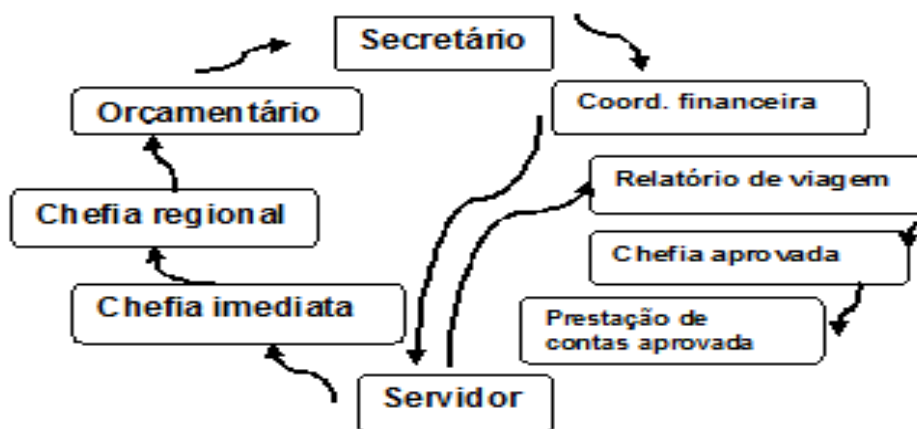 Secretário
Orçamentário
Coord. financeira
Relatório de viagem
Chefia regional
Chefia aprovada
Chefia imediata
Prestação de
contas aprovada
Servidor